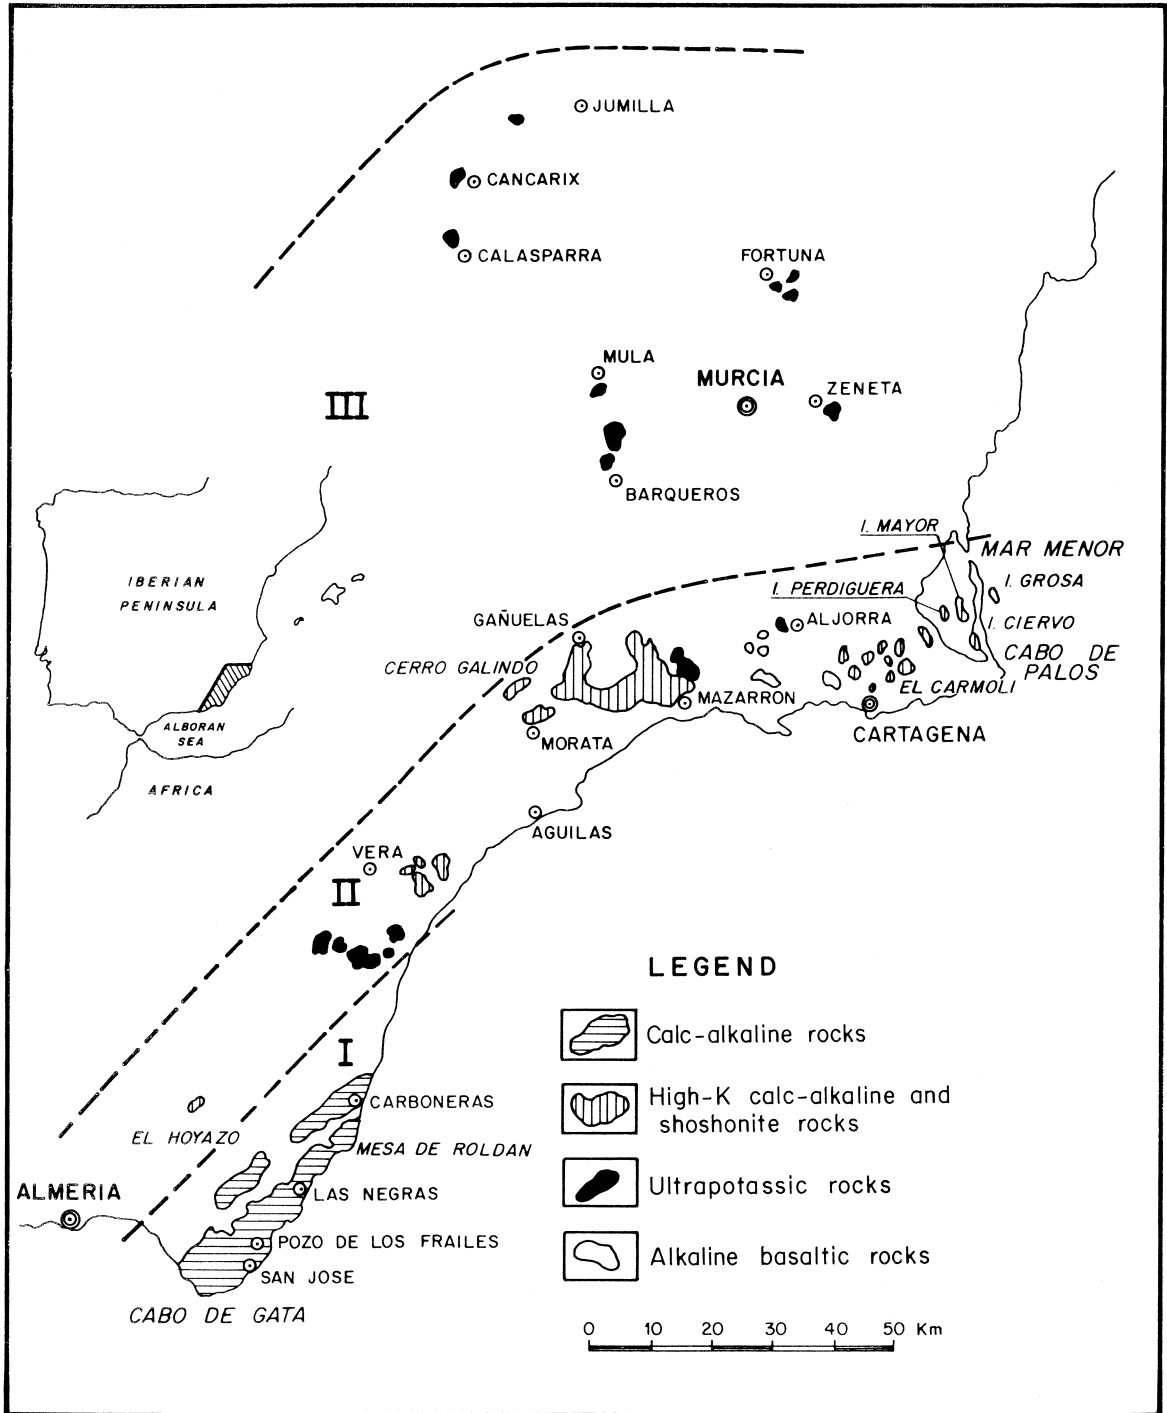 JUMILLA
CANCARIX
CALASPARRA
FORTUNA
MULA
MURCIA
ZENETA
III
BARQUEROS
I. MAYOR
MAR MENOR
I. GROSA
I. PERDIGUERA
I. CIERVO
IBERIAN
PENINSULA
GAÑUELAS
ALJORRA
CERRO GALINDO
CABO DE
PALOS
EL CARMOLI
MAZARRON
ALBORAN
SEA
MORATA
CARTAGENA
AFRICA
AGUILAS
VERA
II
LEGEND
Calc-alkaline rocks
I
CARBONERAS
High-K calc-alkaline and
shoshonite rocks
EL HOYAZO
MESA DE ROLDAN
ALMERIA
LAS NEGRAS
Ultrapotassic rocks
POZO DE LOS FRAILES
Alkaline basaltic rocks
SAN JOSE
CABO DE GATA
0 10 20 30 40 50 Km